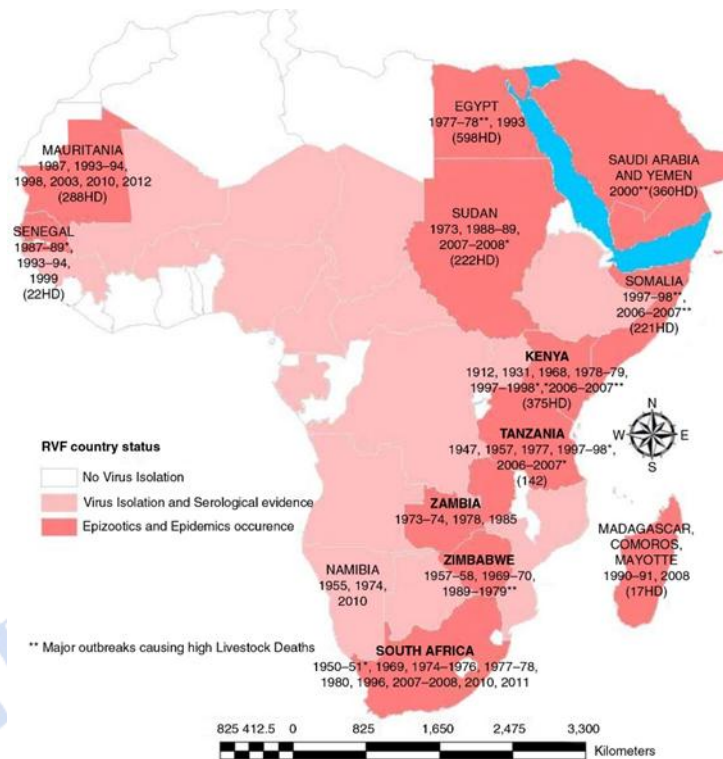 EGYPT
1977–78**, 1993
(598HD)
MAURITANIA
1987, 1993–94,
1998, 2003, 2010, 2012
(288HD)
SAUDI ARABIA
AND YEMEN
2000**(360HD)
SUDAN
1973, 1988–89,
2007–2008*
(222HD)
SENEGAL
1987–89*,
1993–94,
1999
(22HD)
SOMALIA
1997–98**,
2006–2007**
(221HD)
KENYA
1912, 1931, 1968, 1978–79,
1997–1998*,*2006–2007**
(375HD)
TANZANIA
1947, 1957, 1977, 1997–98*,
2006–2007*
(142)
N
W E
S
RVF country status
No Virus Isolation
Virus Isolation and Serological evidence
Epizootics and Epidemics occurence
ZAMBIA
1973–74, 1978, 1985
MADAGASCAR,
COMOROS,
MAYOTTE
1990–91, 2008
(17HD)
ZIMBABWE
1957–58, 1969–70,
1989–1979**
NAMIBIA
1955, 1974,
2010
** Major outbreaks causing high Livestock Deaths
SOUTH AFRICA
1950–51*, 1969, 1974–1976, 1977–78,
1980, 1996, 2007–2008, 2010, 2011
825 412.5 0 825 1,650 2,475 3,300
Kilometers